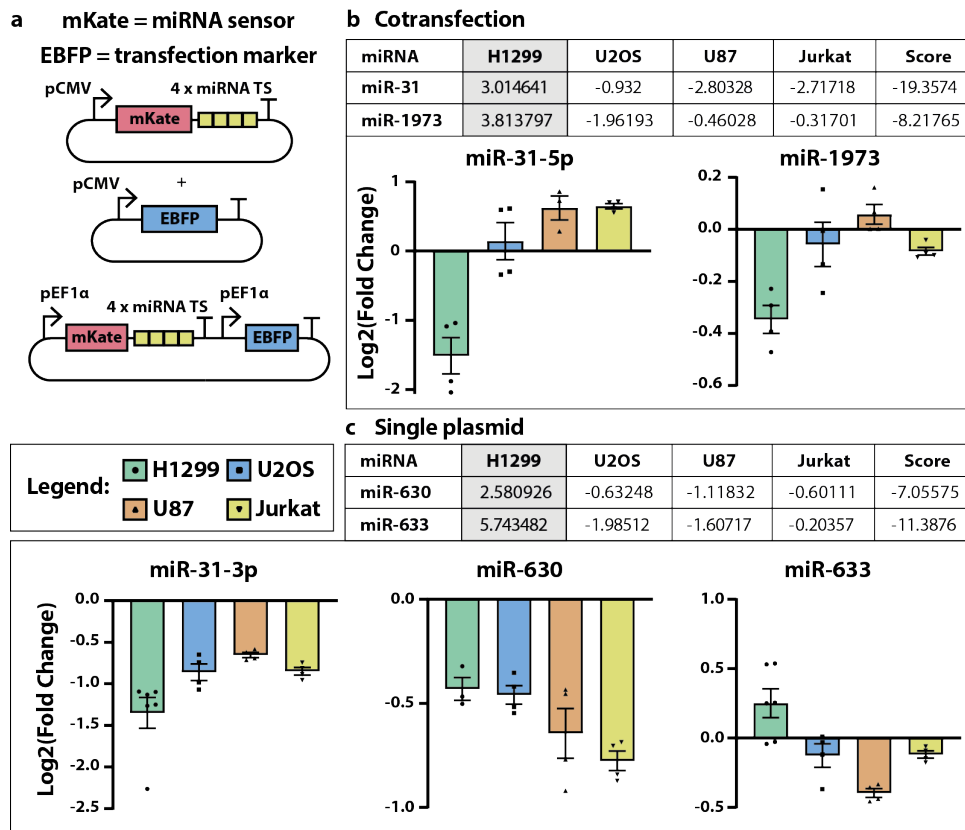 a mKate = miRNA sensor
EBFP = transfection marker
pCMV 4 x miRNA TS
mKate
+
pCMV
EBFP
pEF1α pEF1α
4 x miRNA TS
mKate EBFP
b Cotransfection
miRNA H1299 U2OS U87 Jurkat Score
miR-31 3.014641 -0.932 -2.80328 -2.71718 -19.3574
miR-1973 3.813797 -1.96193 -0.46028 -0.31701 -8.21765
miR-31-5p
Log2(Fold Change)
1
0
-1
-2
miR-1973
0.2
0.0
-0.2
-0.4
-0.6
Legend:
H1299 U2OS
U87 Jurkat
c Single plasmid
miRNA H1299 U2OS U87 Jurkat Score
miR-630 2.580926 -0.63248 -1.11832 -0.60111 -7.05575
miR-633 5.743482 -1.98512 -1.60717 -0.20357 -11.3876
miR-31-3p
Log2(Fold Change)
0.0
-0.5
-1.0
-1.5
-2.0
-2.5
miR-630
0.0
-0.5
-1.0
miR-633
1.0
0.5
0.0
-0.5